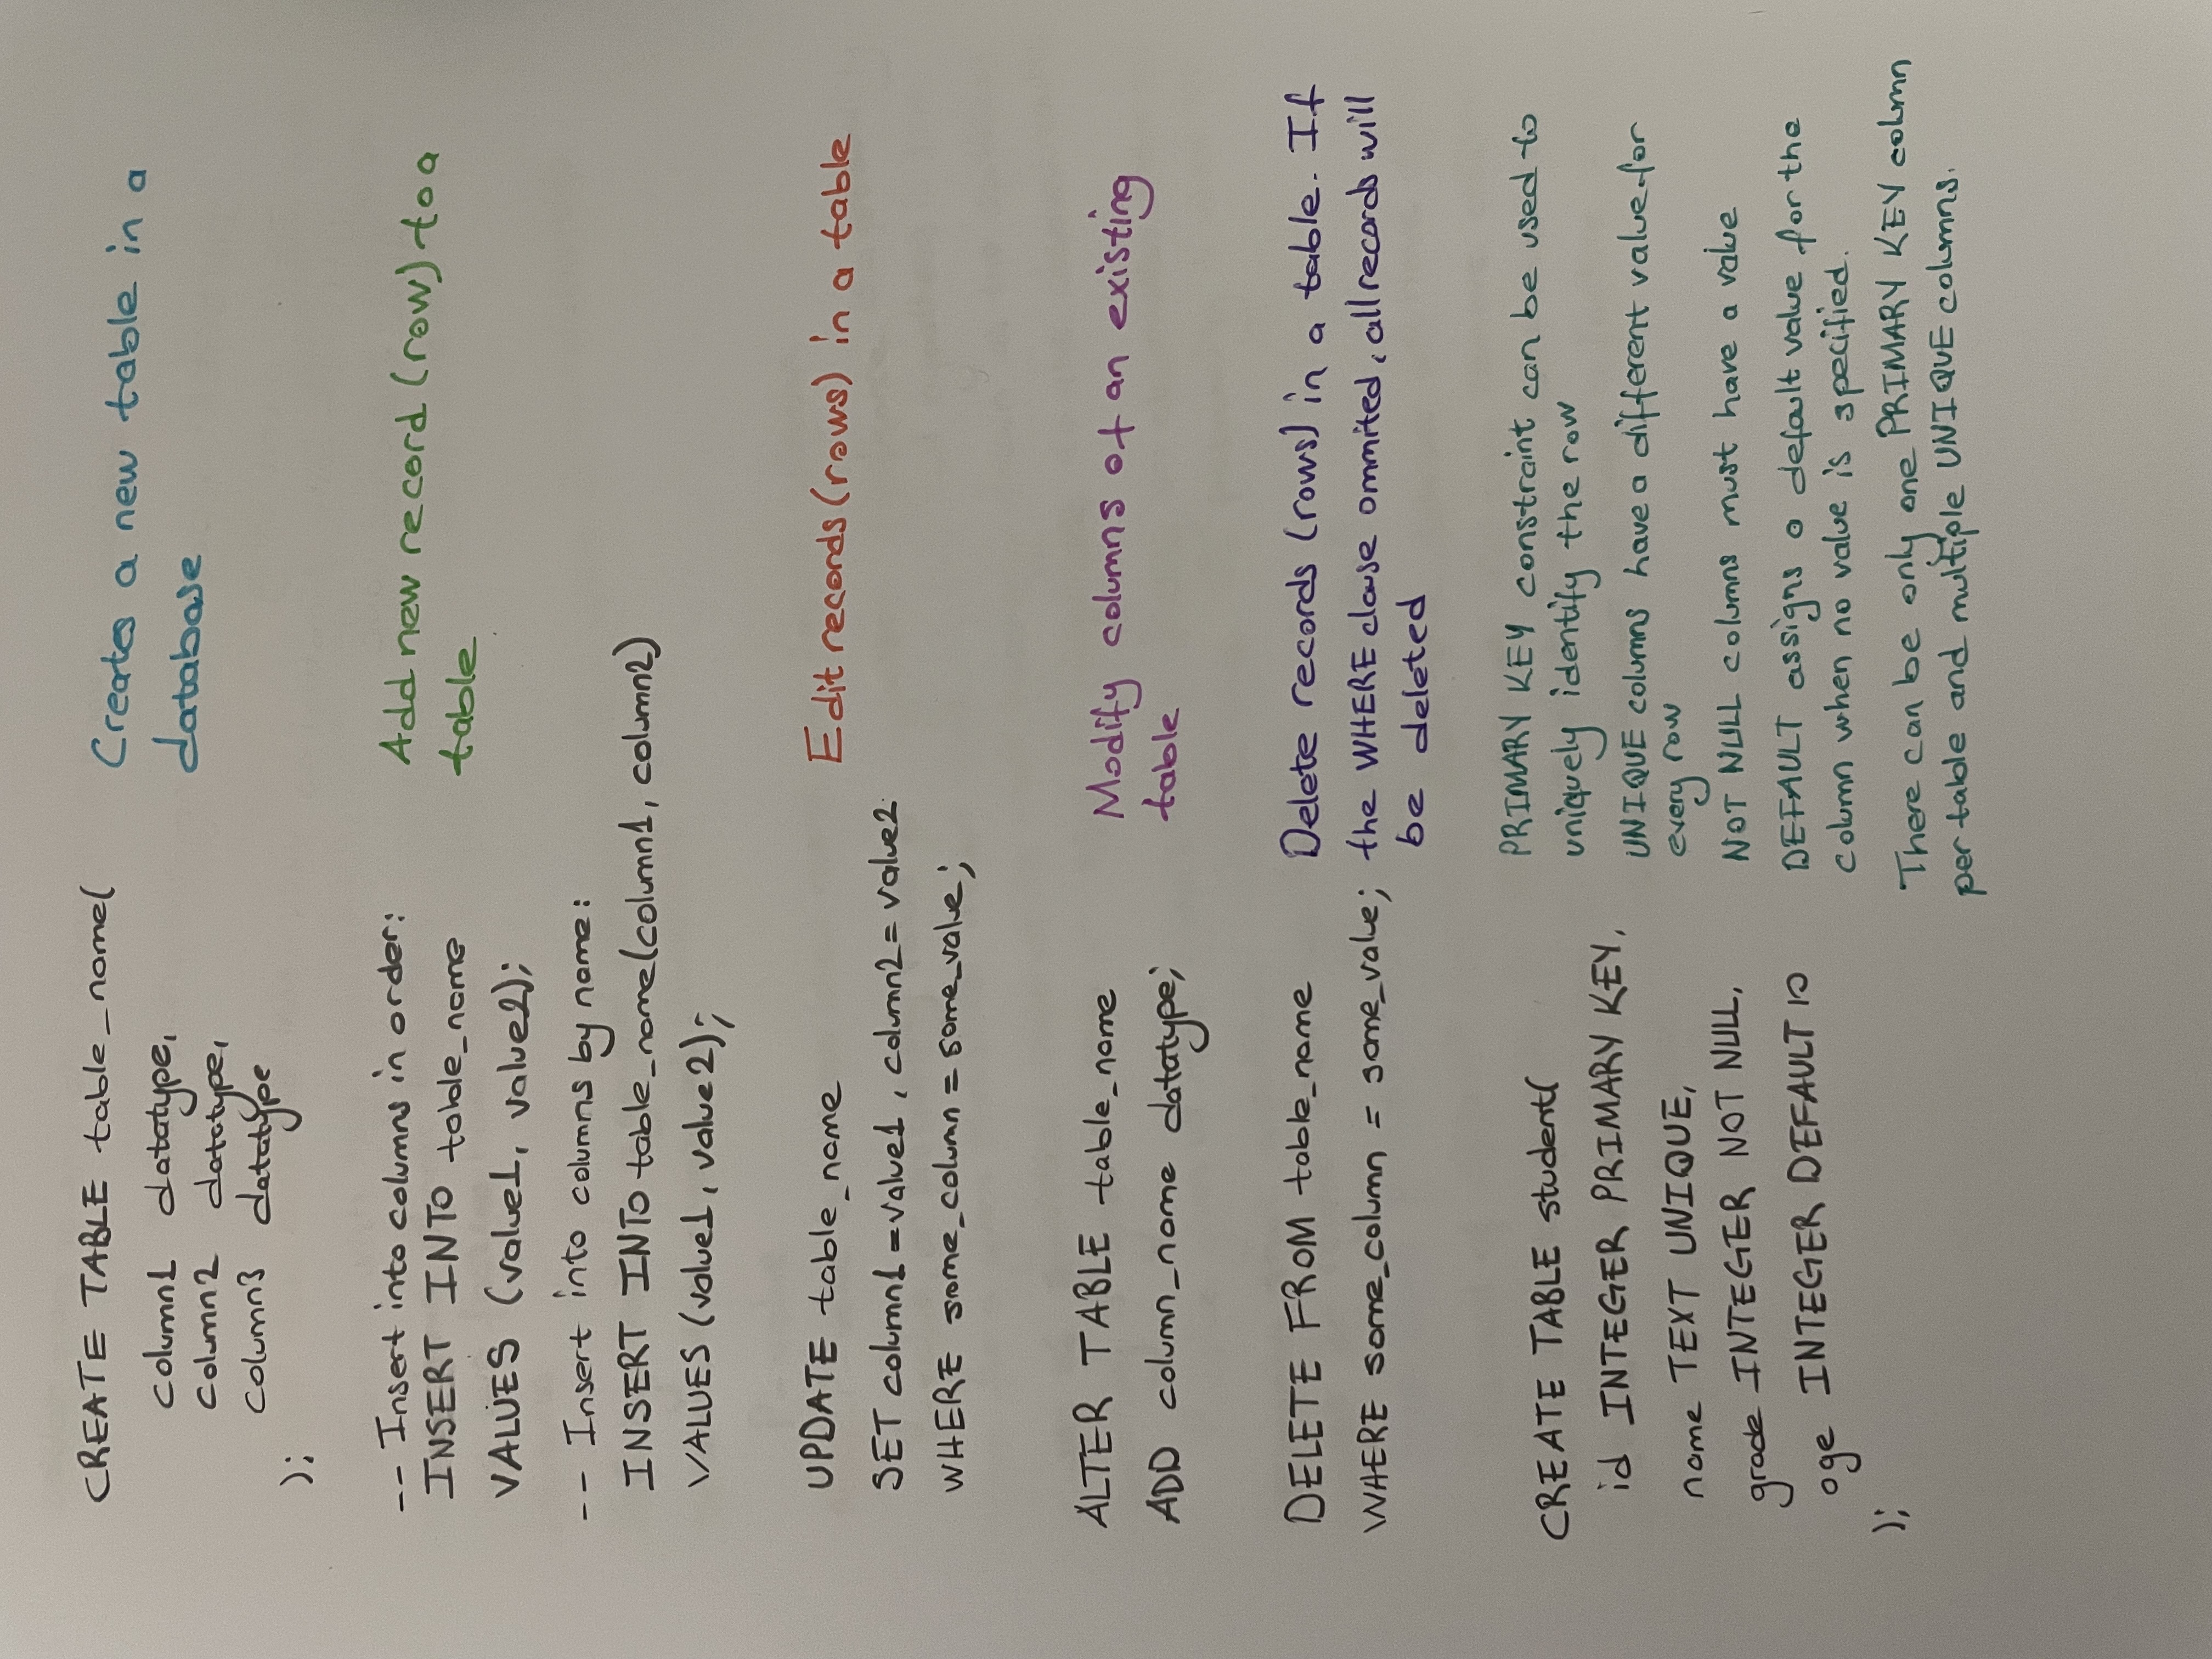 CREATE TABLE table_name(
column1 datatype,
column2 datatype,
column3 datatype
);
Creates a new table in a
database
-- Insert into columns in order:
INSERT INTO table_name
VALUES (value1, value2);
-- Insert into columns by name:
INSERT INTO table_name(column1, column2)
VALUES (value1, value2);
Add new record (row) to a
table
UPDATE table_name
SET column1 = value1, column2 = value2
WHERE some_column = some_value;
Edit records (rows) in a table
ALTER TABLE table_name
ADD column_name datatype;
Modify columns of an existing
table
DELETE FROM table_name
WHERE some_column = some_value;
Delete records (rows) in a table. If
the WHERE clause ommited, all records will
be deleted
CREATE TABLE student(
id INTEGER PRIMARY KEY,
name TEXT UNIQUE,
grade INTEGER NOT NULL,
age INTEGER DEFAULT 10
);
PRIMARY KEY constraint can be used to
uniquely identify the row
UNIQUE columns have a different value for
every row
NOT NULL columns must have a value
DEFAULT assigns a default value for the
column when no value is specified.
There can be only one PRIMARY KEY column
per table and multiple UNIQUE columns.